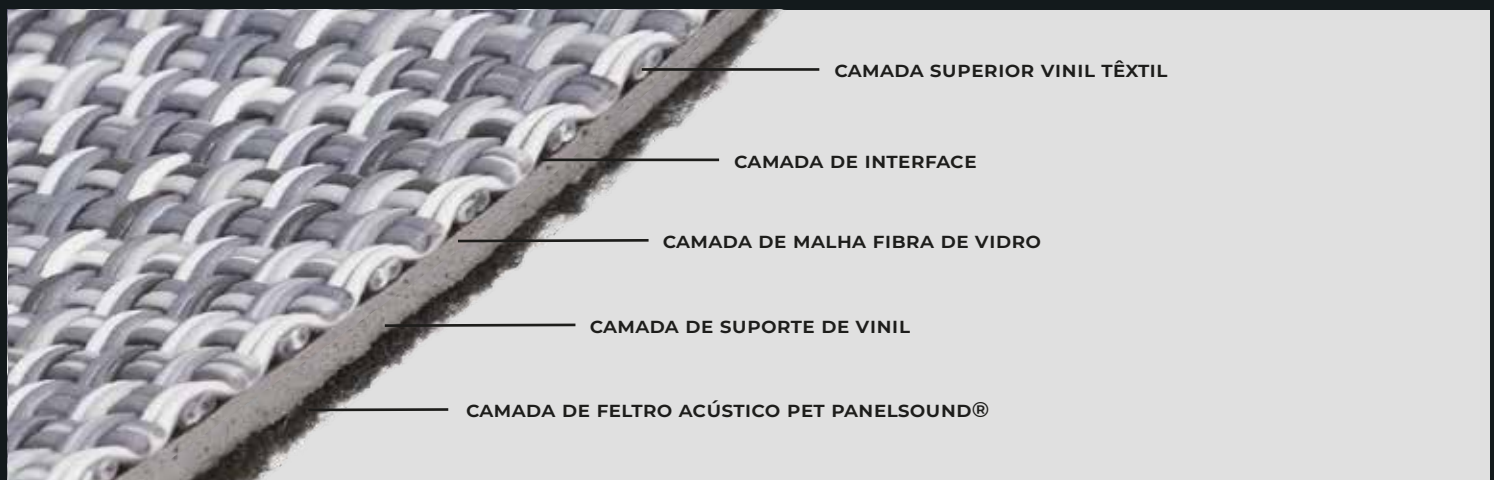 CAMADA SUPERIOR VINIL TÊXTIL
CAMADA DE INTERFACE
CAMADA DE MALHA FIBRA DE VIDRO
CAMADA DE SUPORTE DE VINIL
CAMADA DE FELTRO ACÚSTICO PET PANELSOUND®